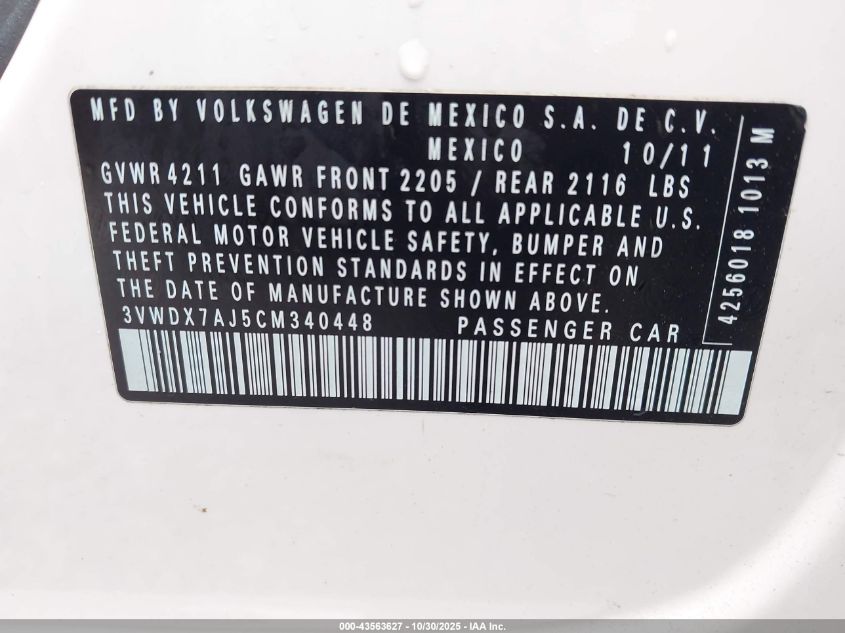 MFD BY VOLKSWAGEN DE MEXICO S.A. DE C.V.
MEXICO 10/11
GVWR 4211 GAWR FRONT 2205 / REAR 2116 LBS
THIS VEHICLE CONFORMS TO ALL APPLICABLE U.S.
FEDERAL MOTOR VEHICLE SAFETY, BUMPER AND
THEFT PREVENTION STANDARDS IN EFFECT ON
THE DATE OF MANUFACTURE SHOWN ABOVE.
3VWDX7AJ5CM340448 PASSENGER CAR
4256018 1013 M
000-43563627 - 10/30/2025 - IAA Inc.